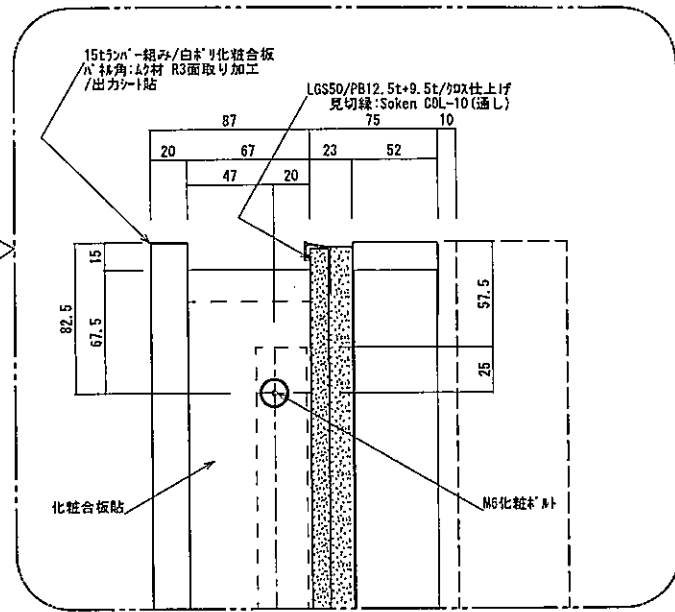 15tﾗﾝﾊﾞｰ組み/白ﾎﾟﾘ化粧合板
ﾊﾟﾈﾙ角:ﾑｸ材 R3面取り加工
/出力ｼｰﾄ貼
LGS50/PB12.5t+9.5t/ｸﾛｽ仕上げ
見切縁:Soken CDL-10(通し)
87
75
10
20
67
23
52
47
20
15
82.5
67.5
57.5
25
化粧合板貼
M6化粧ﾎﾞﾙﾄ